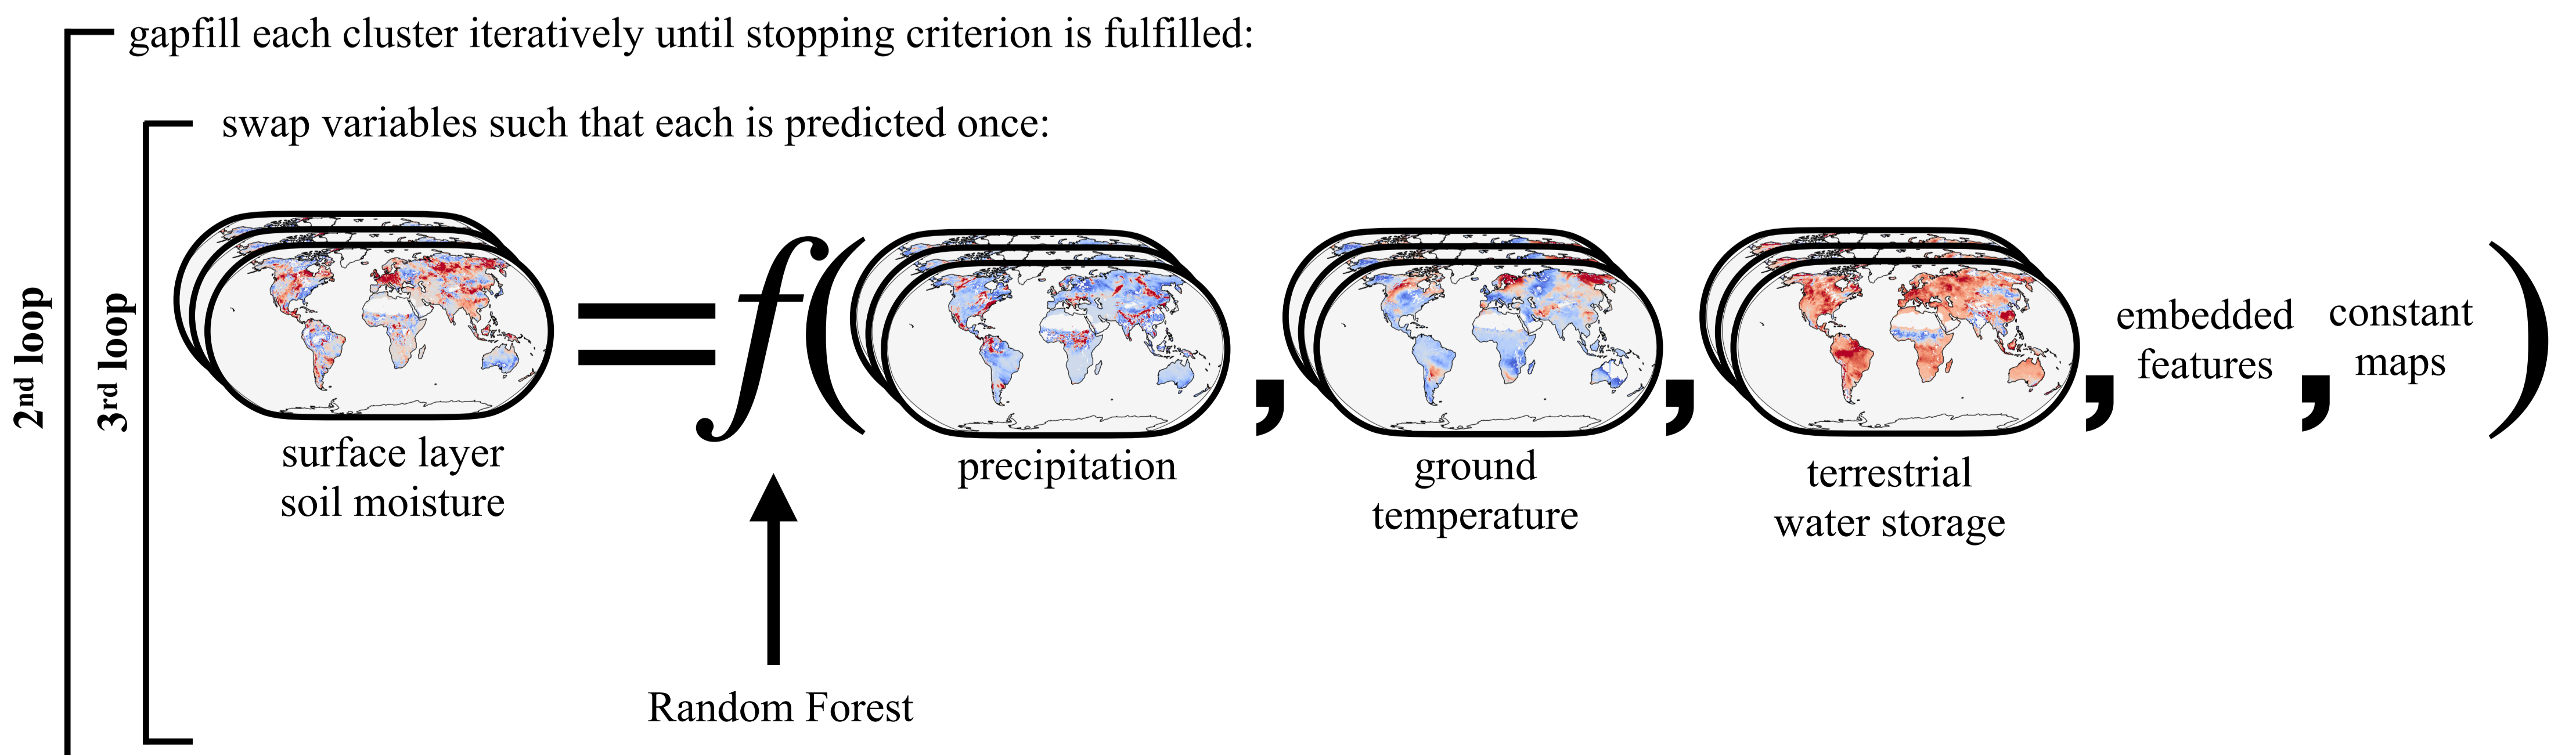 gapfill each cluster iteratively until stopping criterion is fulfilled:
swap variables such that each is predicted once:
2nd loop
3rd loop
=
f(
,
,
,
embedded
features
,
constant
maps
)
surface layer
soil moisture
precipitation
ground
temperature
terrestrial
water storage
Random Forest